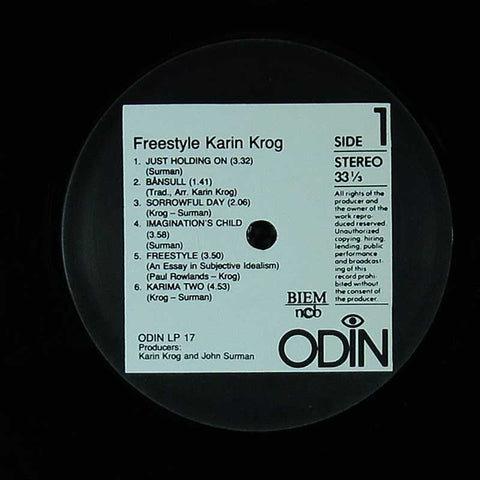 Freestyle Karin Krog
1. JUST HOLDING ON (3.32)
(Surman)
2. BÅNSULL (1.41)
(Trad., Arr. Karin Krog)
3. SORROWFUL DAY (2.06)
(Krog – Surman)
4. IMAGINATION'S CHILD
(3.58)
(Surman)
5. FREESTYLE (3.50)
(An Essay in Subjective Idealism)
(Paul Rowlands – Krog)
6. KARIMA TWO (4.53)
(Krog – Surman)
ODIN LP 17
Producers:
Karin Krog and John Surman
SIDE 1
STEREO
33 1/3
All rights of the
producer and
the owner of the
work repro-
duced reserved.
Unauthorized
copying, hiring,
lending, public
performance
and broadcast-
ing of this
record prohi-
bited without
the consent of
the producer.
BIEM
ncb
ODIN